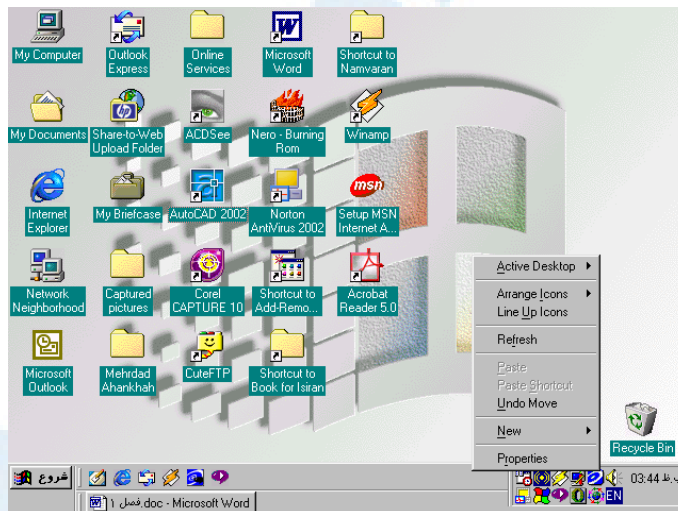 My Computer
Outlook
Express
Online
Services
Microsoft
Word
Shortcut to
Namvaran
My Documents
Share-to-Web
Upload Folder
ACDSee
Nero - Burning
Rom
Winamp
Internet
Explorer
My Briefcase
AutoCAD 2002
Norton
AntiVirus 2002
msn
Setup MSN
Internet A...
Network
Neighborhood
Captured
pictures
Corel
CAPTURE 10
Shortcut to
Add-Remo...
Acrobat
Reader 5.0
Microsoft
Outlook
Mehrdad
Ahankhah
CuteFTP
Shortcut to
Book for Isiran
Active Desktop
Arrange Icons
Line Up Icons
Refresh
Paste
Paste Shortcut
Undo Move
New
Properties
Recycle Bin
شروع
03:44 ب.ظ
EN
فصل ۱.doc - Microsoft Word